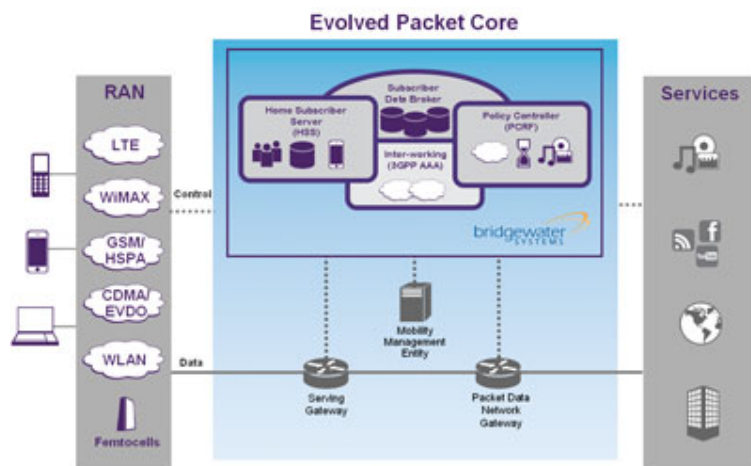 Evolved Packet Core
RAN
LTE
WiMAX
GSM/
HSPA
CDMA/
EVDO
WLAN
Femtocells
Control
Data
Subscriber
Data Broker
Home Subscriber
Server
(HSS)
Policy Controller
(PCRF)
Inter-working
(3GPP AAA)
bridgewater
SYSTEMS
Mobility
Management
Entity
Serving
Gateway
Packet Data
Network
Gateway
Services
f
You